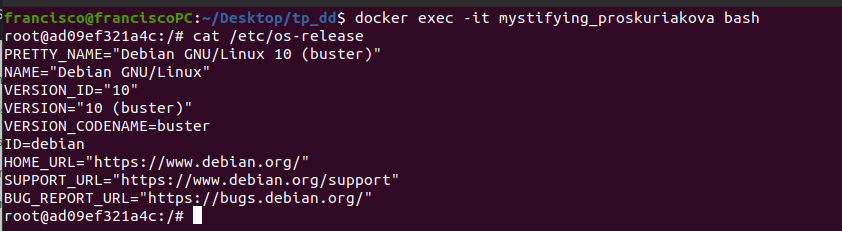 francisco@franciscoPC:~/Desktop/tp_dd$ docker exec -it mystifying_proskuriakova bash
root@ad09ef321a4c:/# cat /etc/os-release
PRETTY_NAME="Debian GNU/Linux 10 (buster)"
NAME="Debian GNU/Linux"
VERSION_ID="10"
VERSION="10 (buster)"
VERSION_CODENAME=buster
ID=debian
HOME_URL="https://www.debian.org/"
SUPPORT_URL="https://www.debian.org/support"
BUG_REPORT_URL="https://bugs.debian.org/"
root@ad09ef321a4c:/#